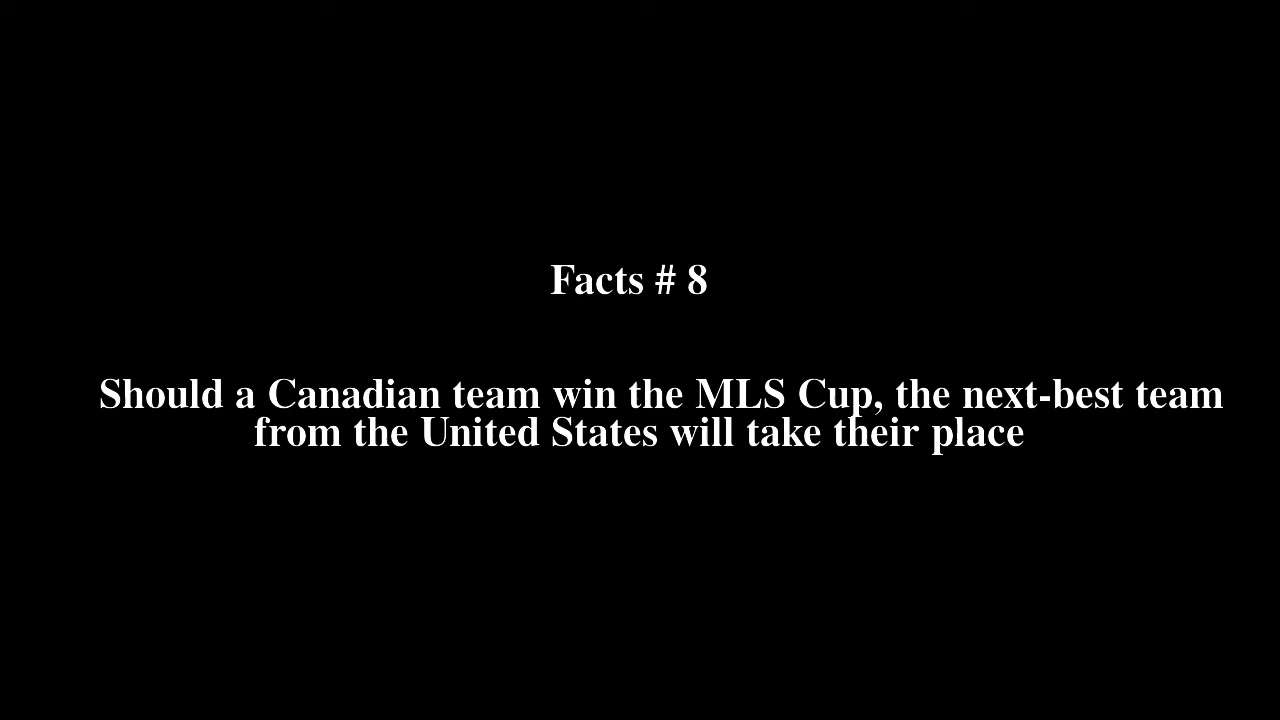 Facts # 8
Should a Canadian team win the MLS Cup, the next-best team
from the United States will take their place